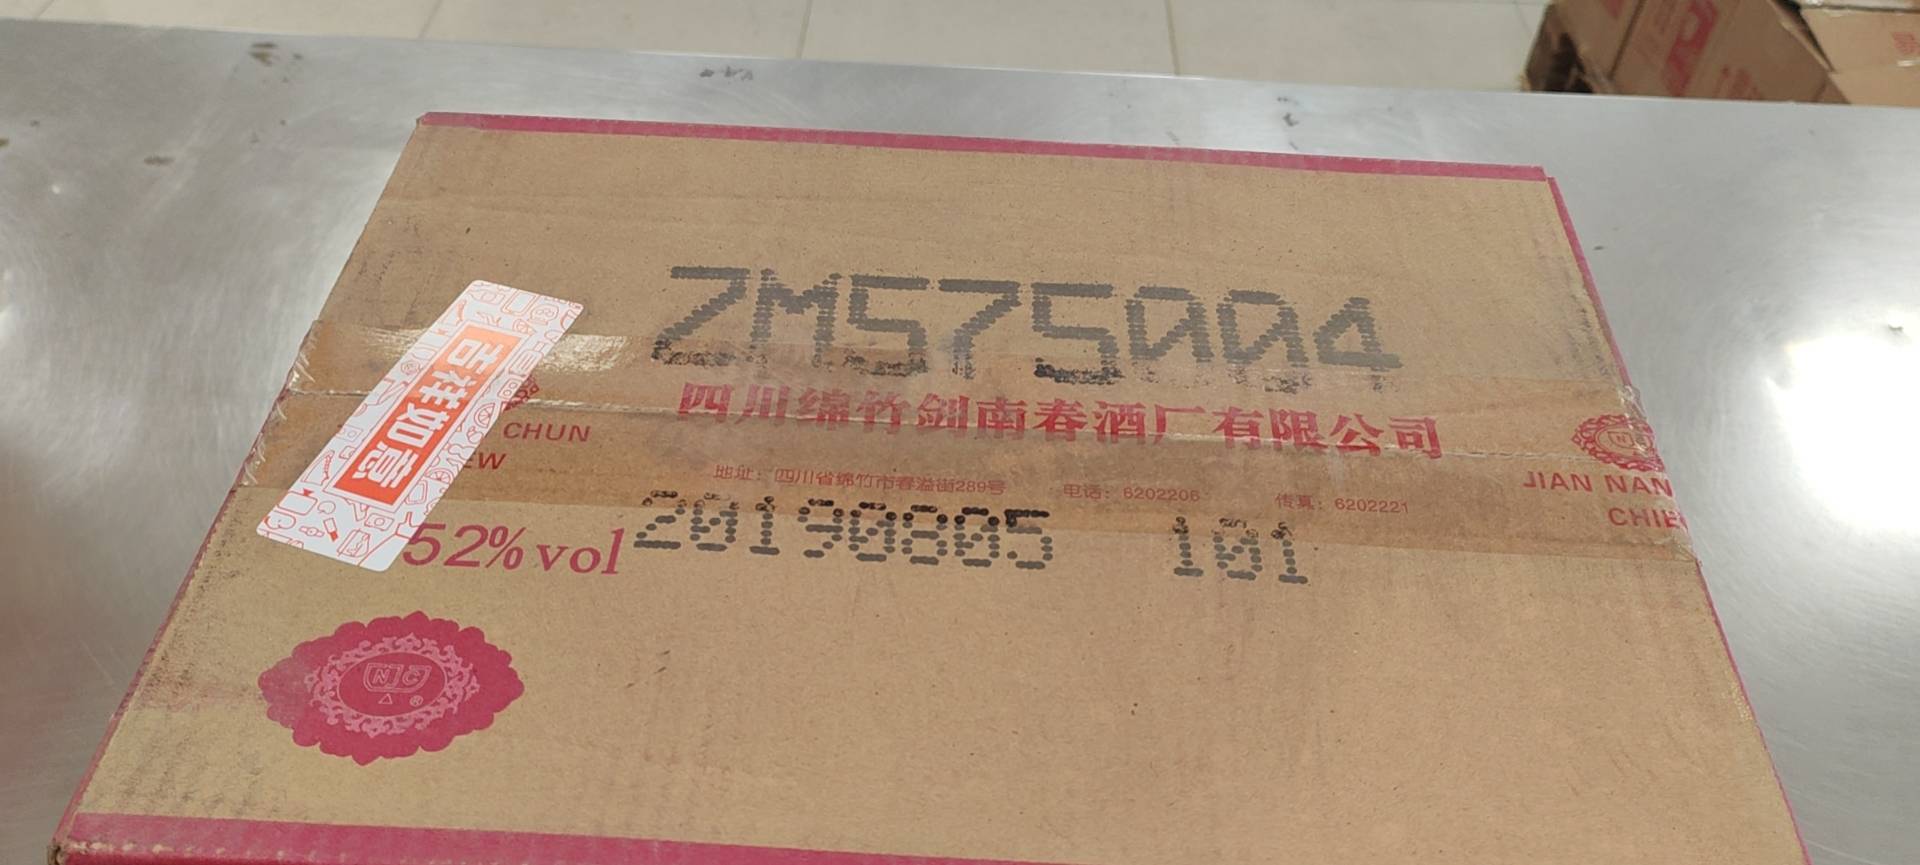 ZM575004
四川绵竹剑南春酒厂有限公司
吉祥如意
CHUN
EW
地址：四川省绵竹市春溢街289号 电话：6202206 传真：6202221
JIAN NAN
CHIE
52%vol
20190805 101
NC